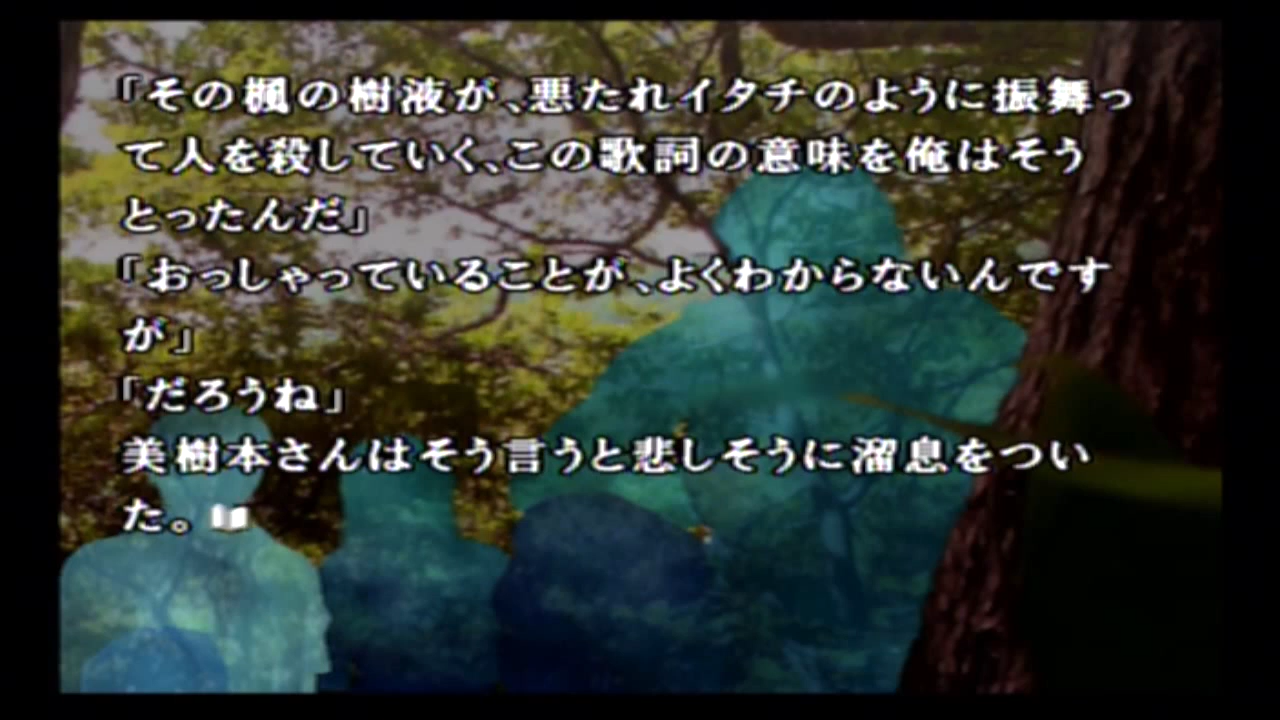 「その楓の樹液が、悪たれイタチのように振舞っ
て人を殺していく、この歌詞の意味を俺はそう
とったんだ」
「おっしゃっていることが、よくわからないんです
が」
「だろうね」
美樹本さんはそう言うと悲しそうに溜息をつい
た。